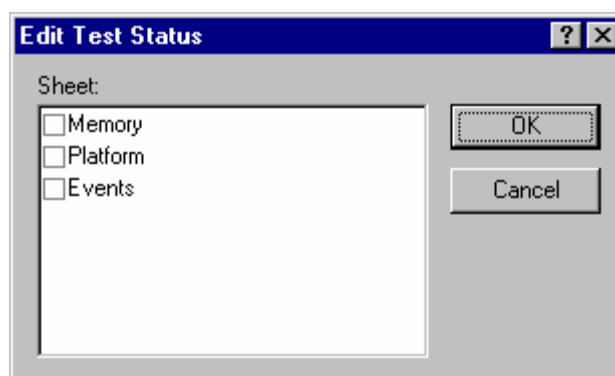 Edit Test Status
Sheet:
Memory
Platform
Events
OK
Cancel